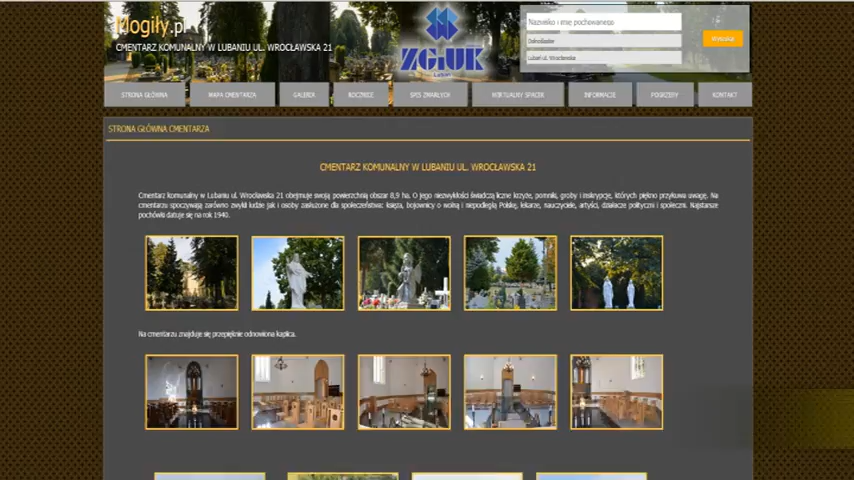 Mogiły.pl
CMENTARZ KOMUNALNY W LUBANIU UL. WROCŁAWSKA 21
ZGiUK
Lubań
Nazwisko i imię pochowanego
Dolnośląskie
Lubań ul. Wrocławska
Wyszukaj
STRONA GŁÓWNA
MAPA CMENTARZA
GALERIA
ROCZNICE
SPIS ZMARŁYCH
WIRTUALNY SPACER
INFORMACJE
POGRZEBY
KONTAKT
STRONA GŁÓWNA CMENTARZA
CMENTARZ KOMUNALNY W LUBANIU UL. WROCŁAWSKA 21
Cmentarz komunalny w Lubaniu ul. Wrocławska 21 obejmuje swoją powierzchnią obszar 8,9 ha. O jego niezwykłości świadczą liczne krzyże, pomniki, groby i inskrypcje, których piękno przykuwa uwagę. Na
cmentarzu spoczywają zarówno zwykli ludzie jak i osoby zasłużone dla społeczeństwa: księża, bojownicy o wolną i niepodległą Polskę, lekarze, nauczyciele, artyści, działacze polityczni i społeczni. Najstarsze
pochówki datuje się na rok 1940.
Na cmentarzu znajduje się przepięknie odnowiona kaplica.